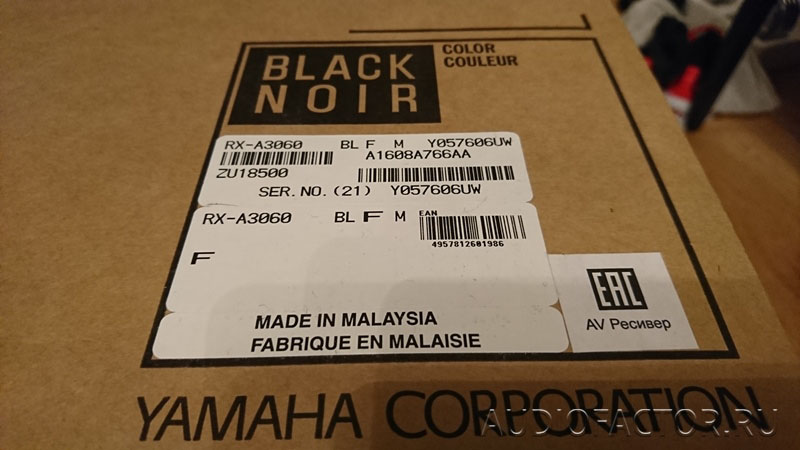 BLACK
NOIR
COLOR
COULEUR
RX-A3060 BL F M Y057606UW
A1608A766AA
ZU18500
SER.NO.(21) Y057606UW
RX-A3060 BL F M EAN
4957812601986
F
EAC
AV Ресивер
MADE IN MALAYSIA
FABRIQUE EN MALAISIE
YAMAHA CORPORATION
AUDIOFACTOR.RU